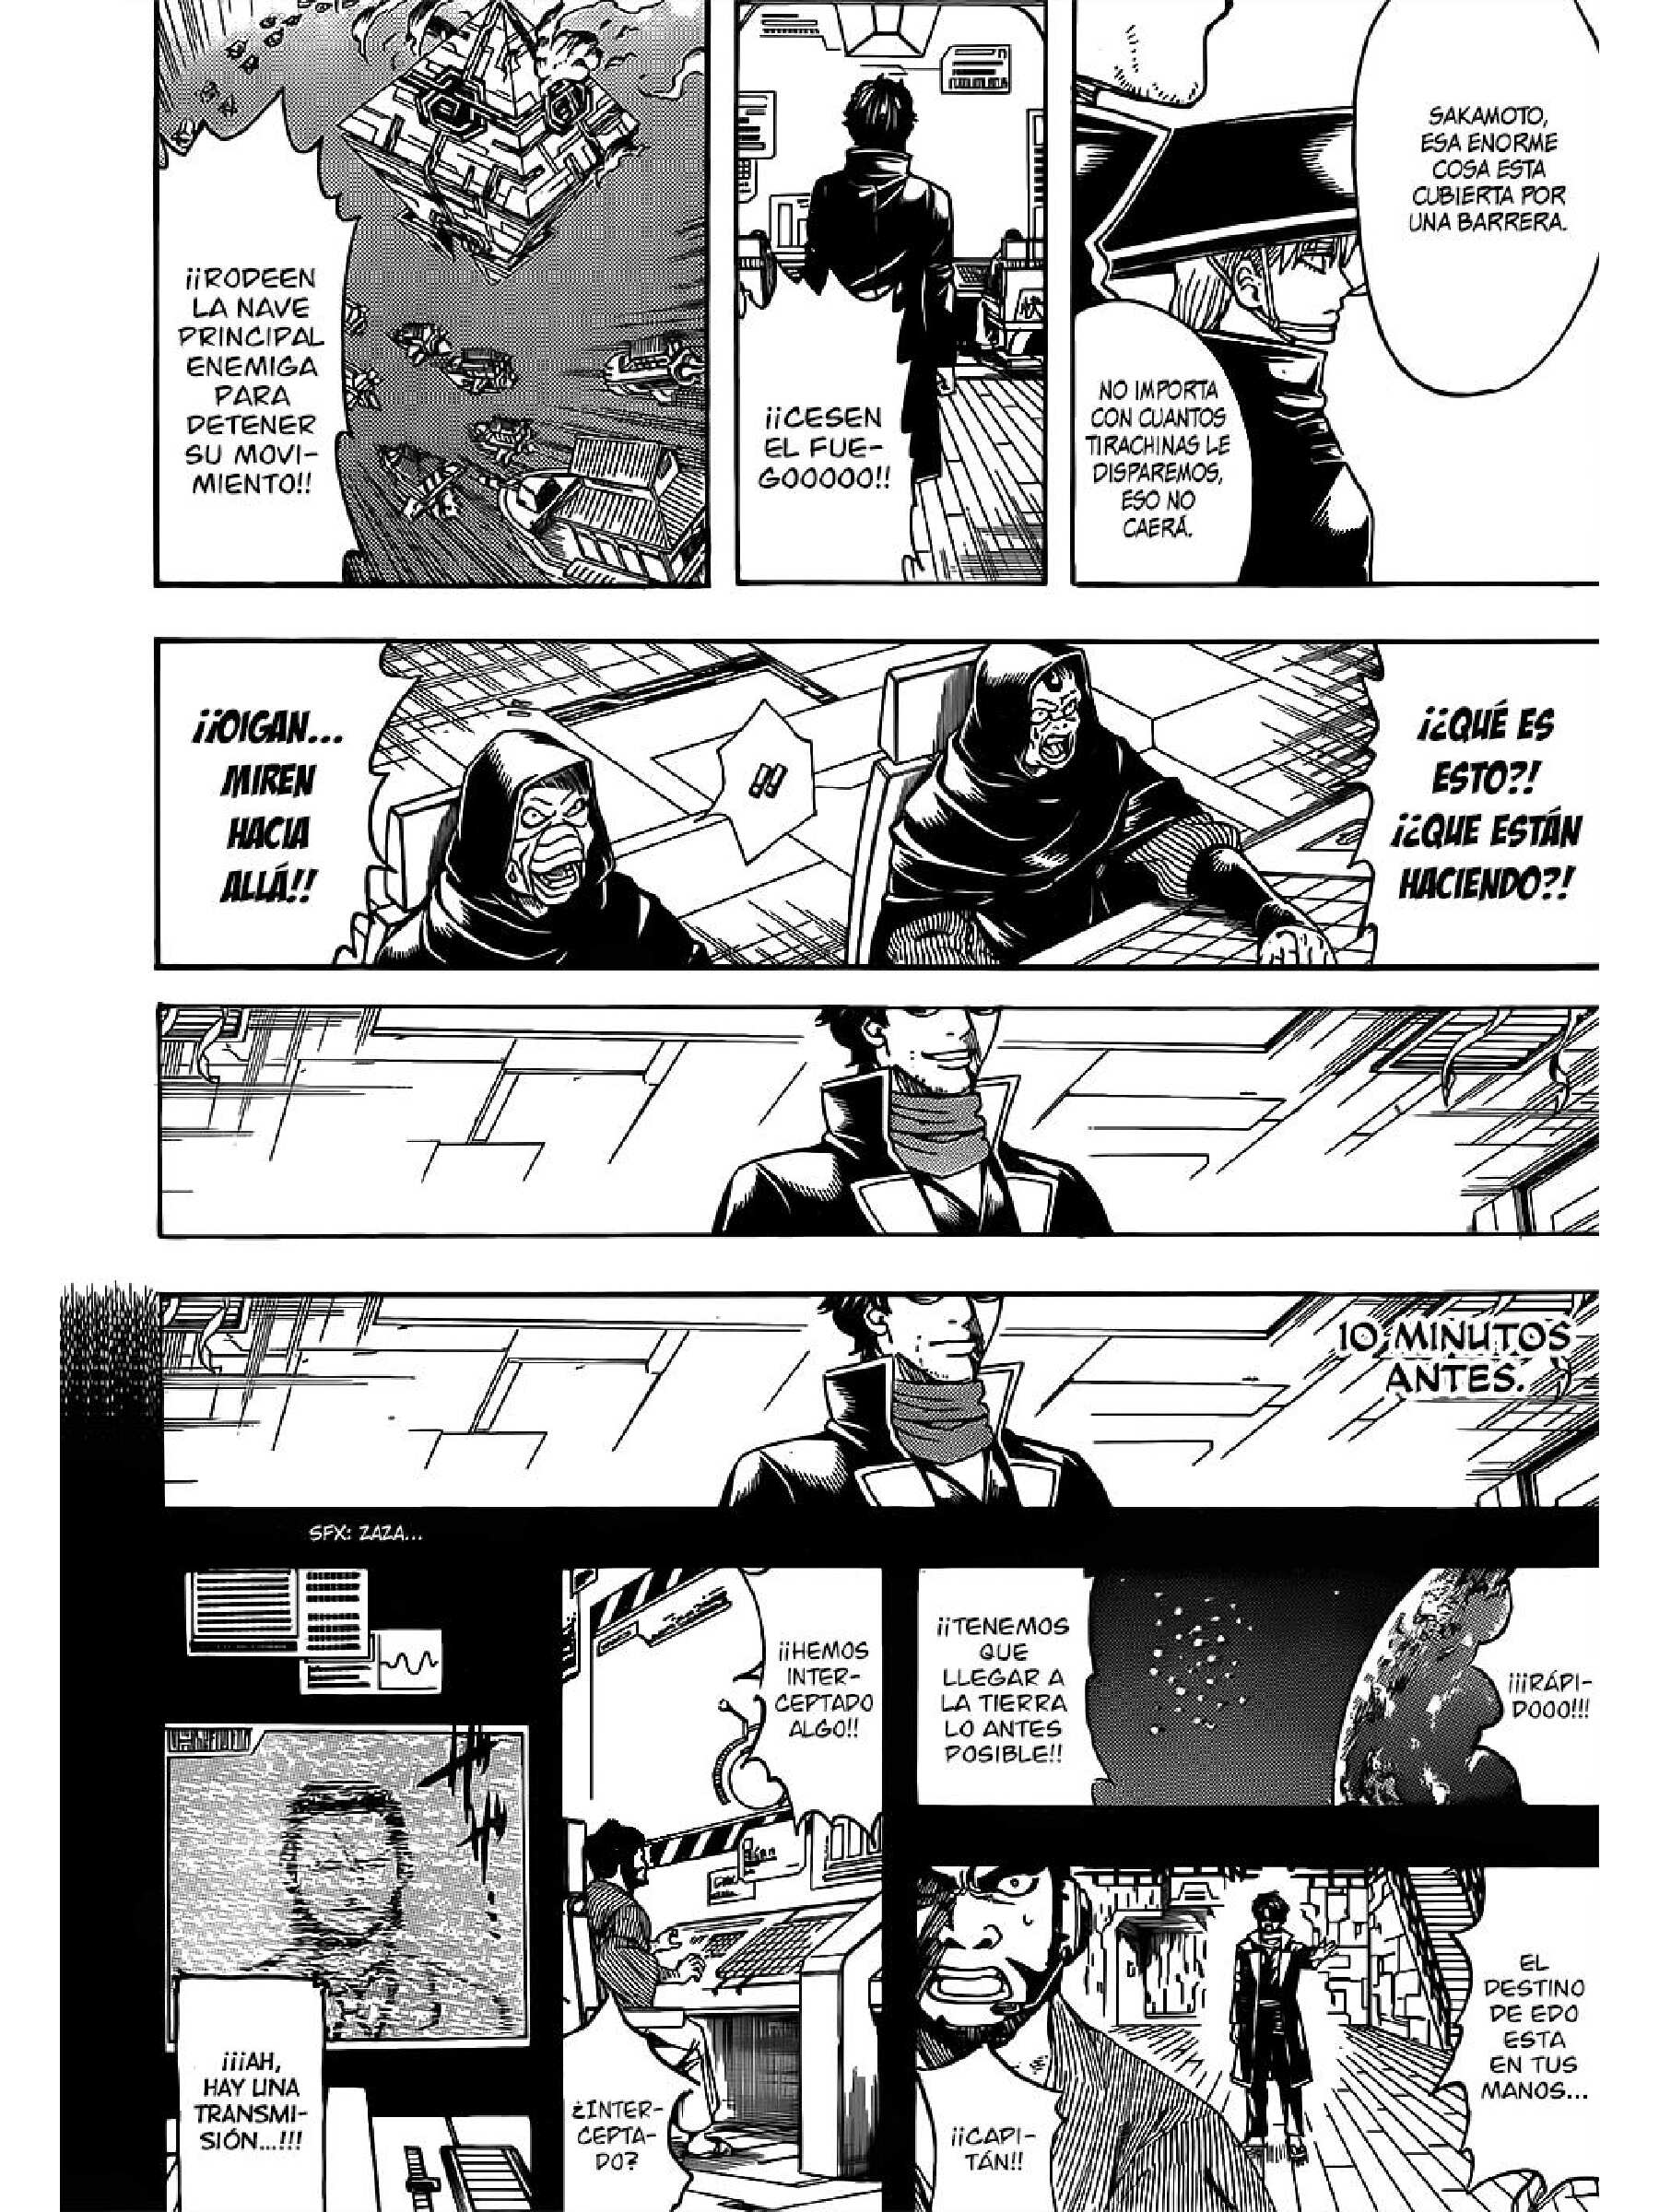 SAKAMOTO,
ESA ENORME
COSA ESTA
CUBIERTA POR
UNA BARRERA.
NO IMPORTA
CON CUANTOS
TIRACHINAS LE
DISPAREMOS,
ESO NO
CAERÁ.
¡¡CESEN
EL FUE-
GOOOOO!!
¡¡RODEEN
LA NAVE
PRINCIPAL
ENEMIGA
PARA
DETENER
SU MOVI-
MIENTO!!
¡¿QUÉ ES
ESTO?!
¡¿QUE ESTÁN
HACIENDO?!
!!
¡¡OIGAN...
MIREN
HACIA
ALLÁ!!
10 MINUTOS
ANTES.
¡¡¡RÁPI-
DOOO!!!
¡¡TENEMOS
QUE
LLEGAR A
LA TIERRA
LO ANTES
POSIBLE!!
EL
DESTINO
DE EDO
ESTA
EN TUS
MANOS...
¡¡CAPI-
TÁN!!
¡¡HEMOS
INTER-
CEPTADO
ALGO!!
¿INTER-
CEPTA-
DO?
SFX: ZAZA...
¡¡¡AH,
HAY UNA
TRANSMI-
SIÓN...!!!